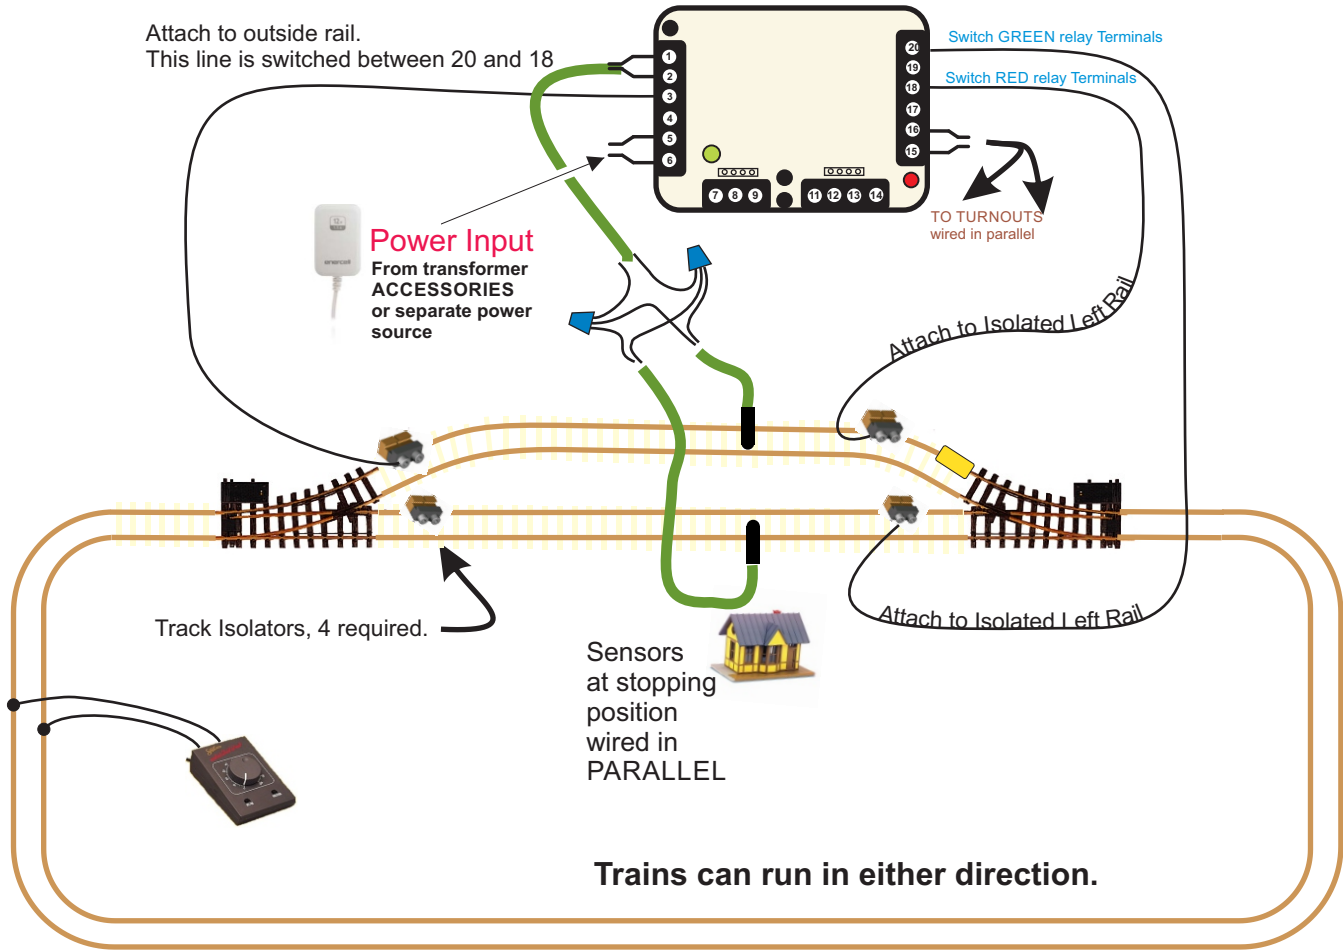 Attach to outside rail.
This line is switched between 20 and 18
1
2
3
4
5
6
7
8
9
11
12
13
14
20
19
18
17
16
15
Switch GREEN relay Terminals
Switch RED relay Terminals
TO TURNOUTS
wired in parallel
Power Input
From transformer
ACCESSORIES
or separate power
source
enercell
Attach to Isolated Left Rail
Attach to Isolated Left Rail
Track Isolators, 4 required.
Sensors
at stopping
position
wired in
PARALLEL
Trains can run in either direction.